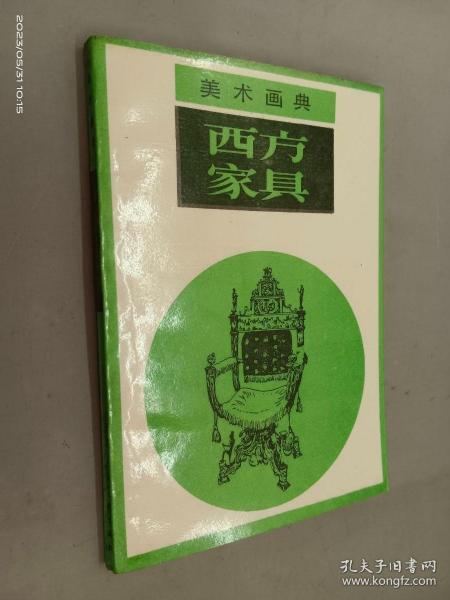 2023/05/31 10:15
美术画典
西方
家具
孔夫子旧书网
www.kongfz.com